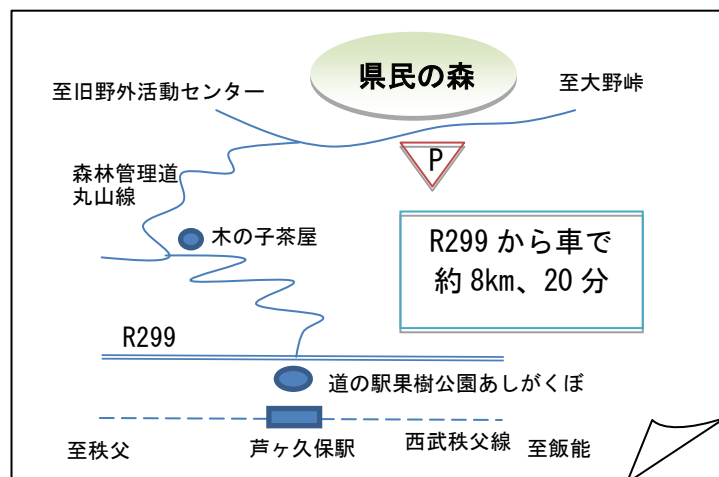 県民の森
至旧野外活動センター
至大野峠
P
森林管理道
丸山線
木の子茶屋
R299 から車で
約 8km、20 分
R299
道の駅果樹公園あしがくぼ
至秩父
芦ヶ久保駅
西武秩父線
至飯能